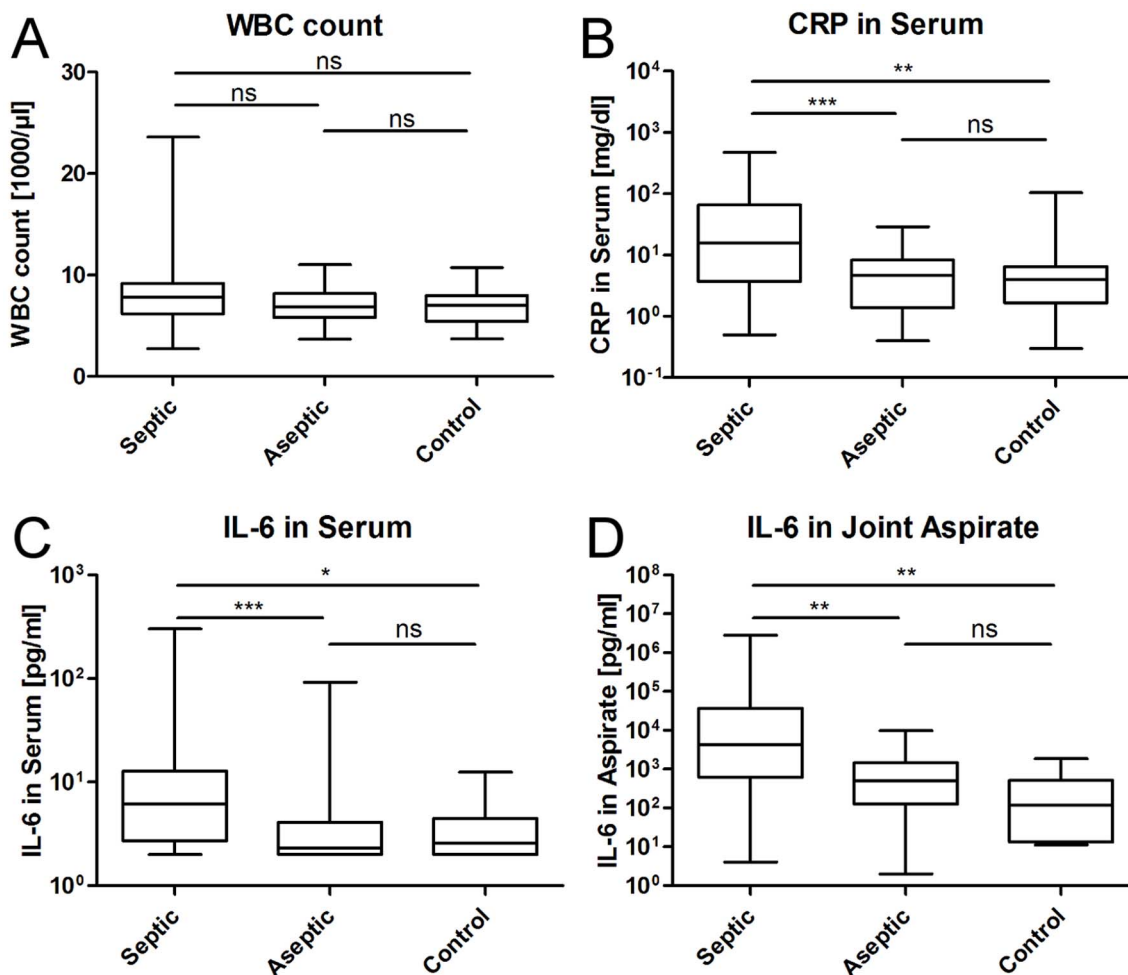 A
WBC count
WBC count [1000/µl]
30
20
10
0
ns
ns
ns
Septic
Aseptic
Control
B
CRP in Serum
CRP in Serum [mg/dl]
10⁴
10³
10²
10¹
10⁰
10⁻¹
**
***
ns
Septic
Aseptic
Control
C
IL-6 in Serum
IL-6 in Serum [pg/ml]
10³
10²
10¹
10⁰
*
***
ns
Septic
Aseptic
Control
D
IL-6 in Joint Aspirate
IL-6 in Aspirate [pg/ml]
10⁸
10⁷
10⁶
10⁵
10⁴
10³
10²
10¹
10⁰
**
**
ns
Septic
Aseptic
Control